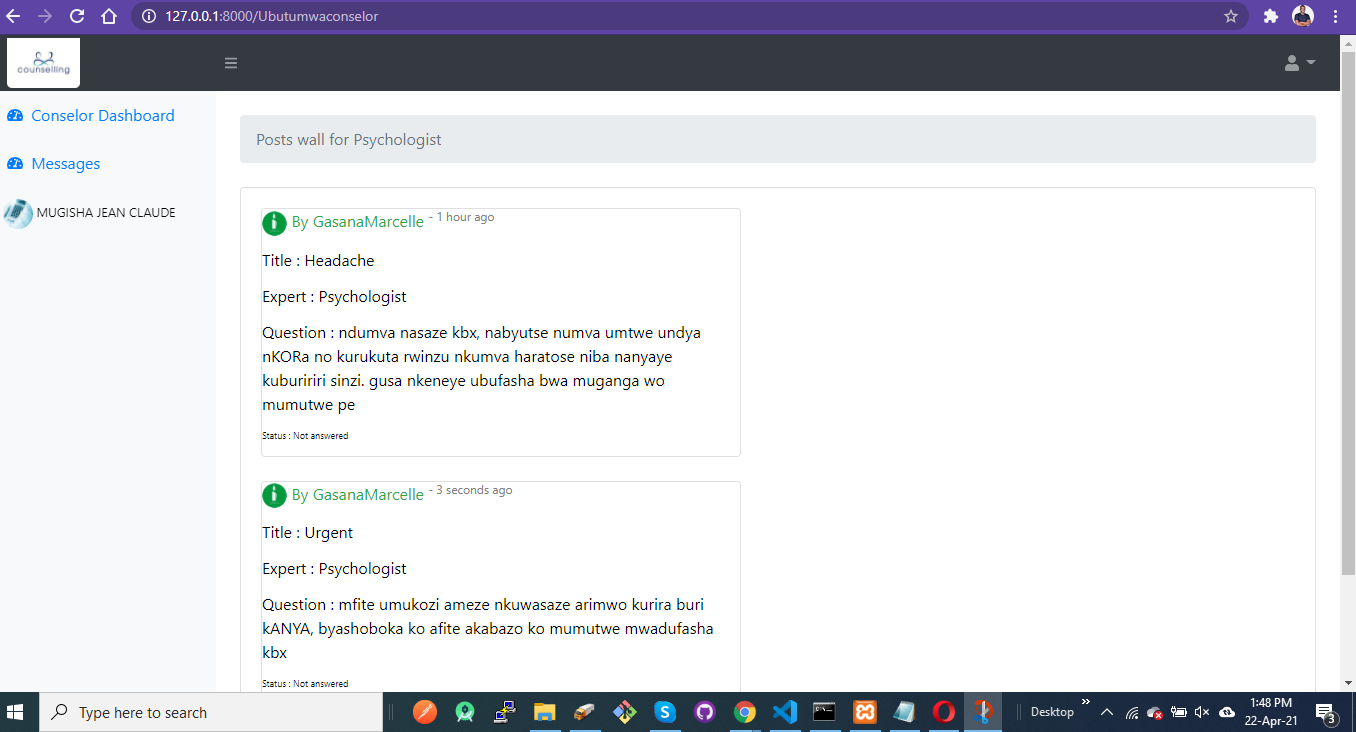 127.0.0.1:8000/Ubutumwaconselor
counselling
Conselor Dashboard
Messages
MUGISHA JEAN CLAUDE
Posts wall for Psychologist
By GasanaMarcelle - 1 hour ago
Title : Headache
Expert : Psychologist
Question : ndumva nasaze kbx, nabyutse numva umtwe undya
nKORa no kurukuta rwinzu nkumva haratose niba nanyaye
kuburiri sinzi. gusa nkeneye ubufasha bwa muganga wo
mumutwe pe
Status : Not answered
By GasanaMarcelle - 3 seconds ago
Title : Urgent
Expert : Psychologist
Question : mfite umukozi ameze nkuwasaze arimwo kurira buri
kANYA, byashoboka ko afite akabazo ko mumutwe mwadufasha
kbx
Status : Not answered
Type here to search
Desktop
1:48 PM
22-Apr-21
3